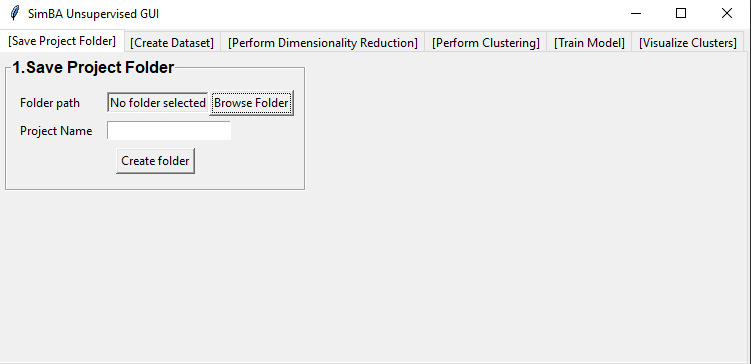 SimBA Unsupervised GUI
[Save Project Folder] [Create Dataset] [Perform Dimensionality Reduction] [Perform Clustering] [Train Model] [Visualize Clusters]
1.Save Project Folder
Folder path No folder selected Browse Folder
Project Name
Create folder